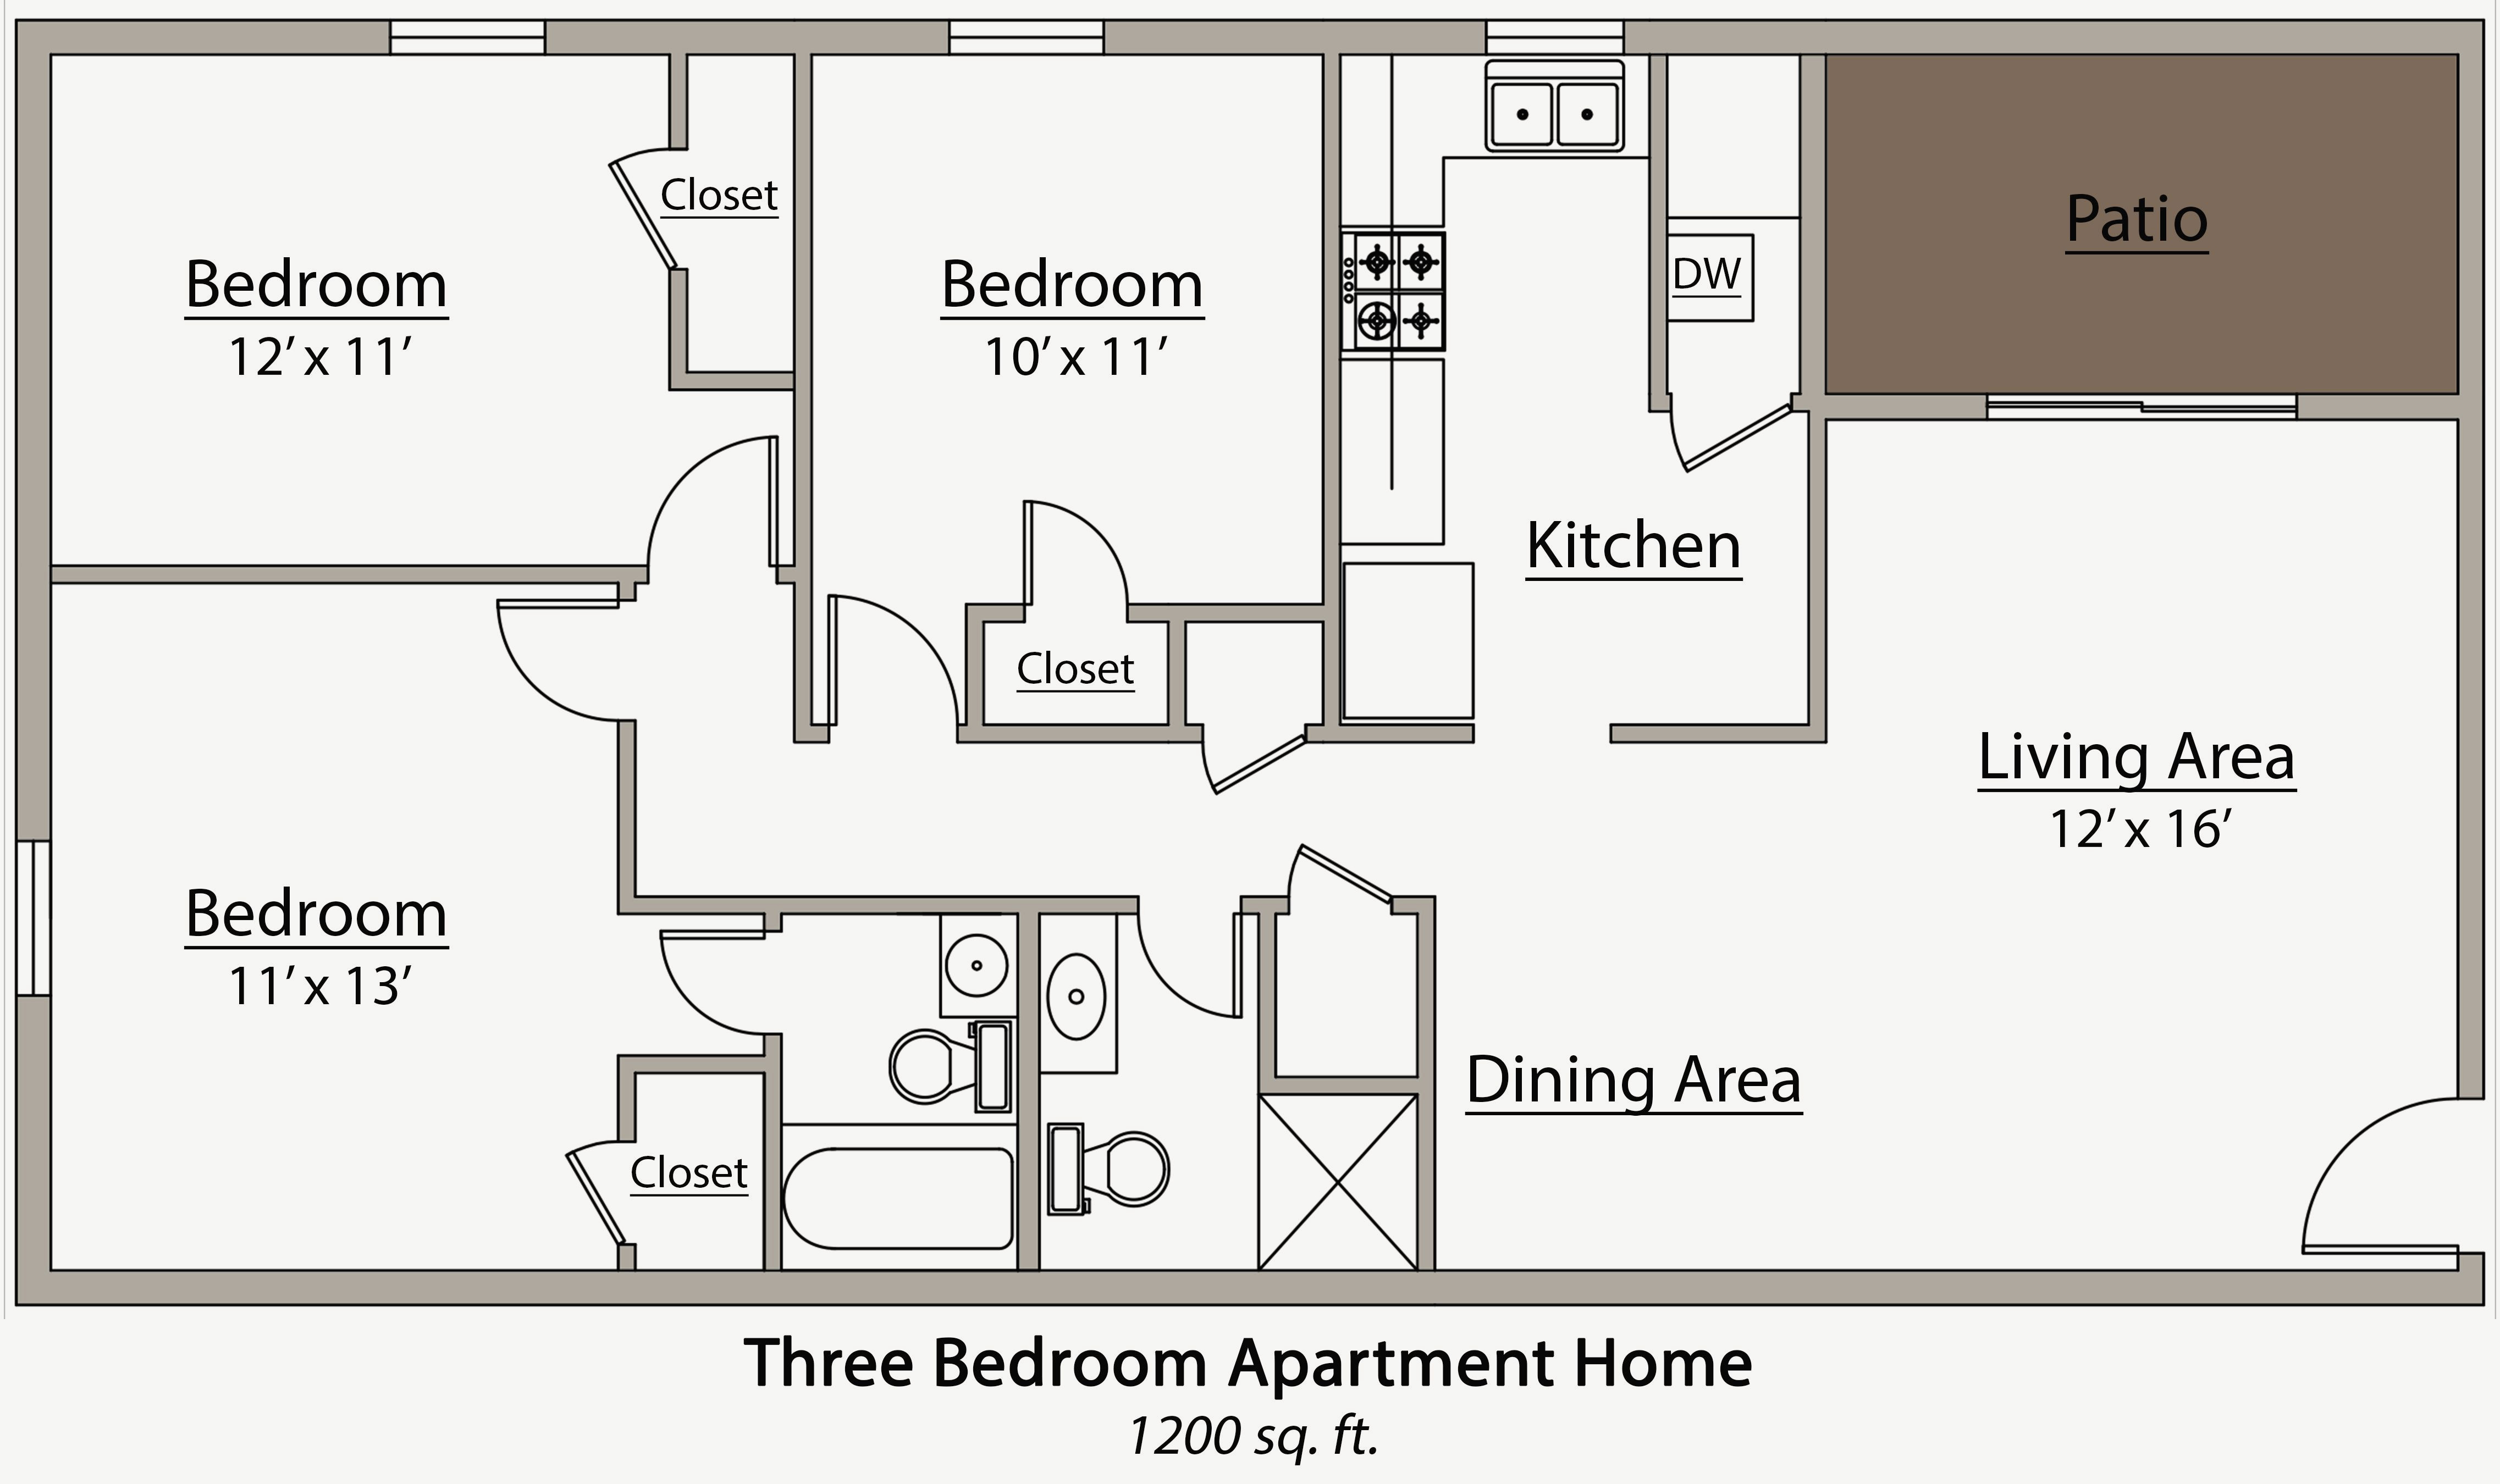 Closet
Patio
Bedroom
12’ x 11’
Bedroom
10’ x 11’
DW
Kitchen
Closet
Living Area
12’ x 16’
Bedroom
11’ x 13’
Dining Area
Closet
Three Bedroom Apartment Home
1200 sq. ft.